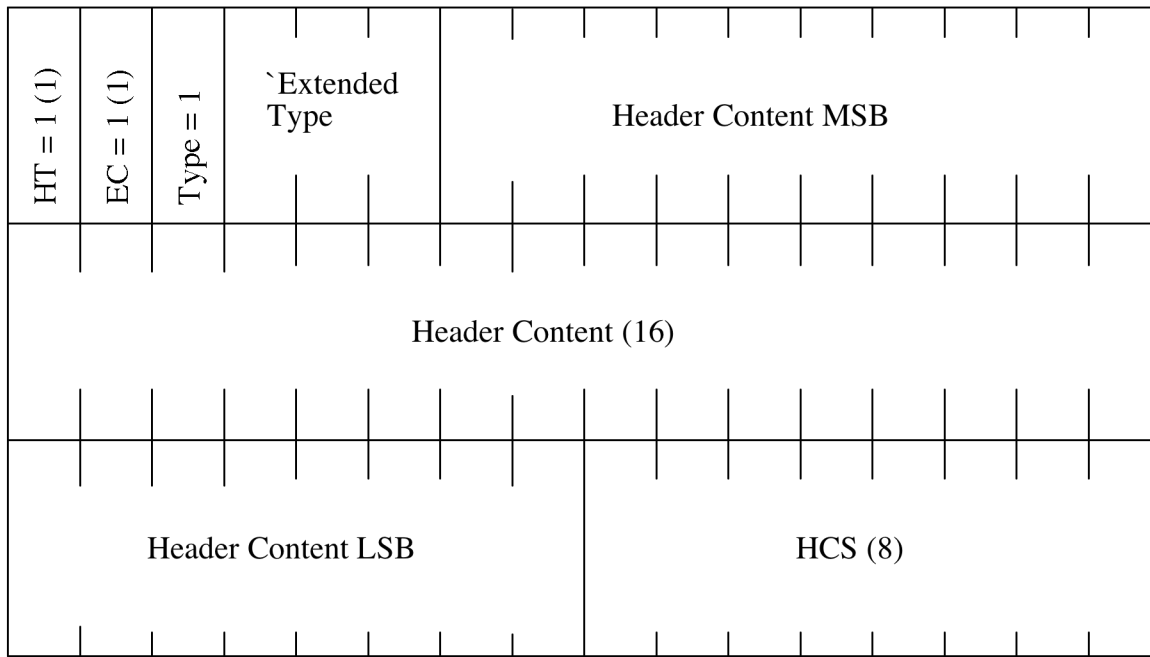 HT = 1 (1)
EC = 1 (1)
Type = 1
`Extended
Type
Header Content MSB
Header Content (16)
Header Content LSB
HCS (8)